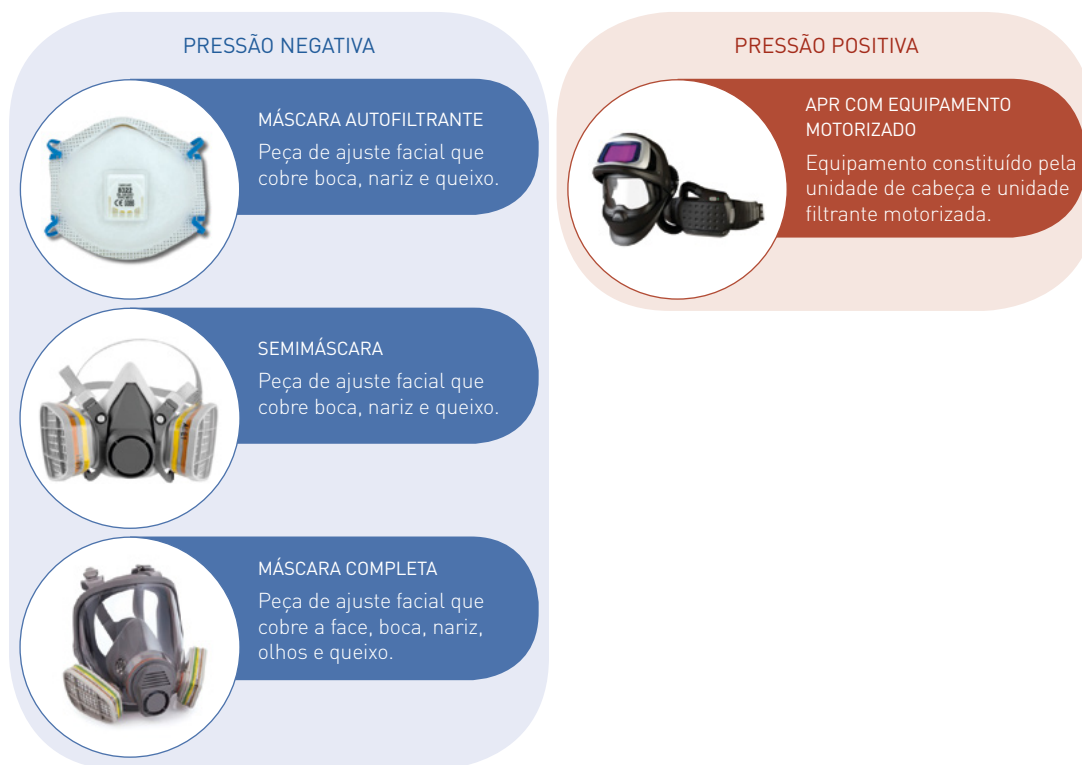 PRESSÃO NEGATIVA
MÁSCARA AUTOFILTRANTE
Peça de ajuste facial que
cobre boca, nariz e queixo.
SEMIMÁSCARA
Peça de ajuste facial que
cobre boca, nariz e queixo.
MÁSCARA COMPLETA
Peça de ajuste facial que
cobre a face, boca, nariz,
olhos e queixo.
PRESSÃO POSITIVA
APR COM EQUIPAMENTO
MOTORIZADO
Equipamento constituído pela
unidade de cabeça e unidade
filtrante motorizada.